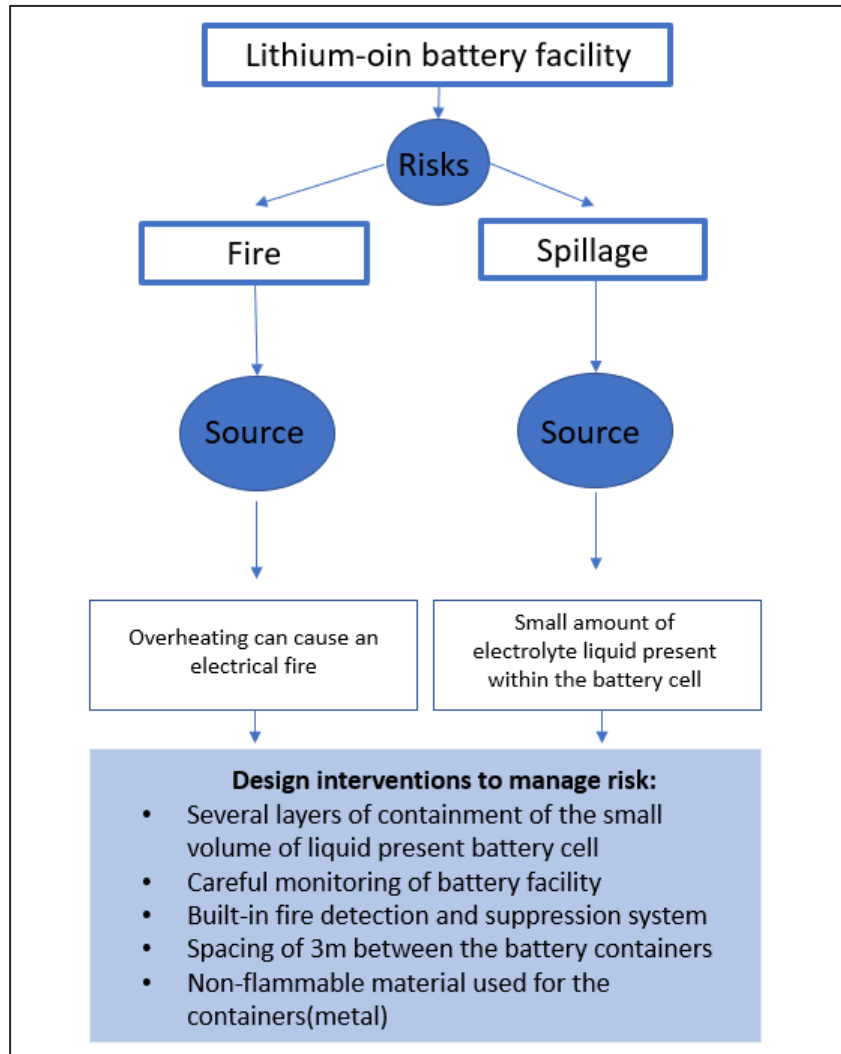 Lithium-oin battery facility
Risks
Fire
Spillage
Source
Source
Overheating can cause an
electrical fire
Small amount of
electrolyte liquid present
within the battery cell
Design interventions to manage risk:
• Several layers of containment of the small
volume of liquid present battery cell
• Careful monitoring of battery facility
• Built-in fire detection and suppression system
• Spacing of 3m between the battery containers
• Non-flammable material used for the
containers(metal)